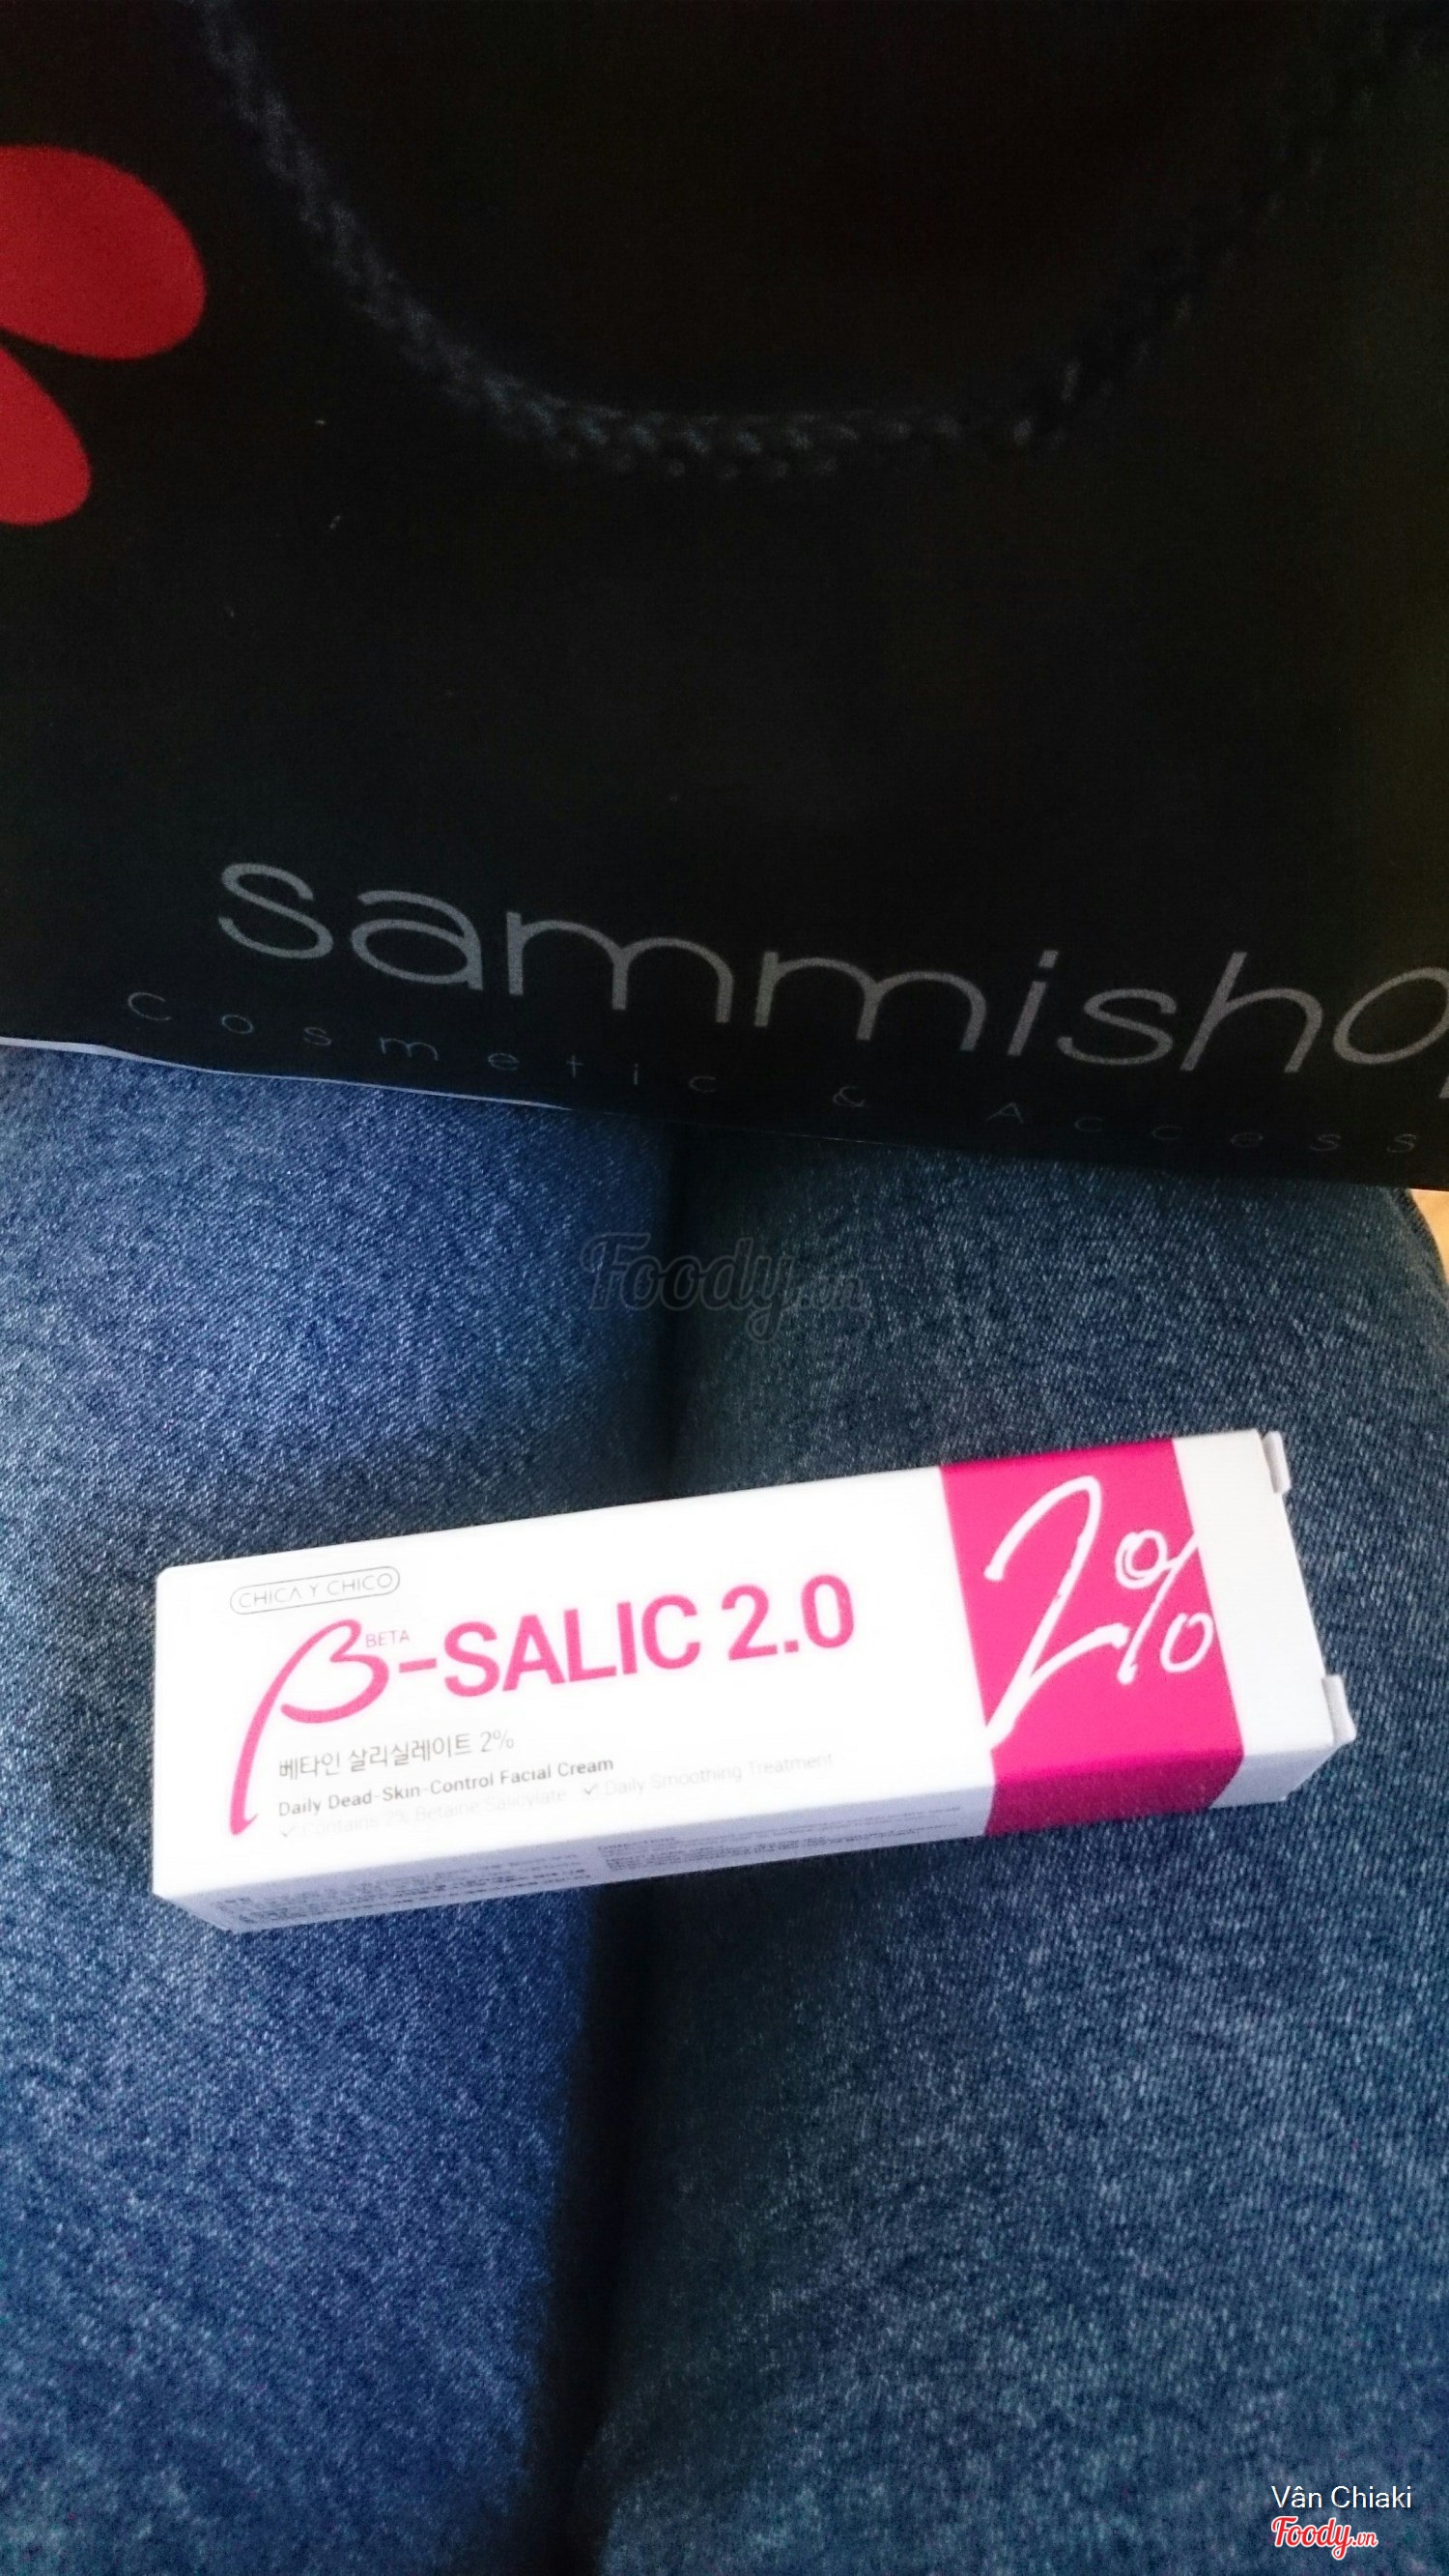 sammisho
Cosmetic & Access
Foody.vn
CHICA Y CHICO
β-SALIC 2.0
BETA
2%
베타인 살리실레이트 2%
Daily Dead-Skin-Control Facial Cream
✓ Contains 2% Betaine Salicylate ✓ Daily Smoothing Treatment
Vân Chiaki
Foody.vn